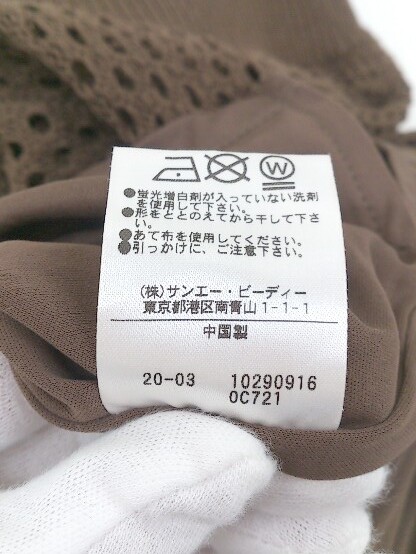 W
●蛍光増白剤が入っていない洗剤
を使用して下さい。
●形をととのえてから干して下さ
い。
●あて布を使用してください。
●引っかけに、ご注意下さい。
(株)サンエー・ビーディー
東京都港区南青山1-1-1
中国製
20-03 10290916
0C721